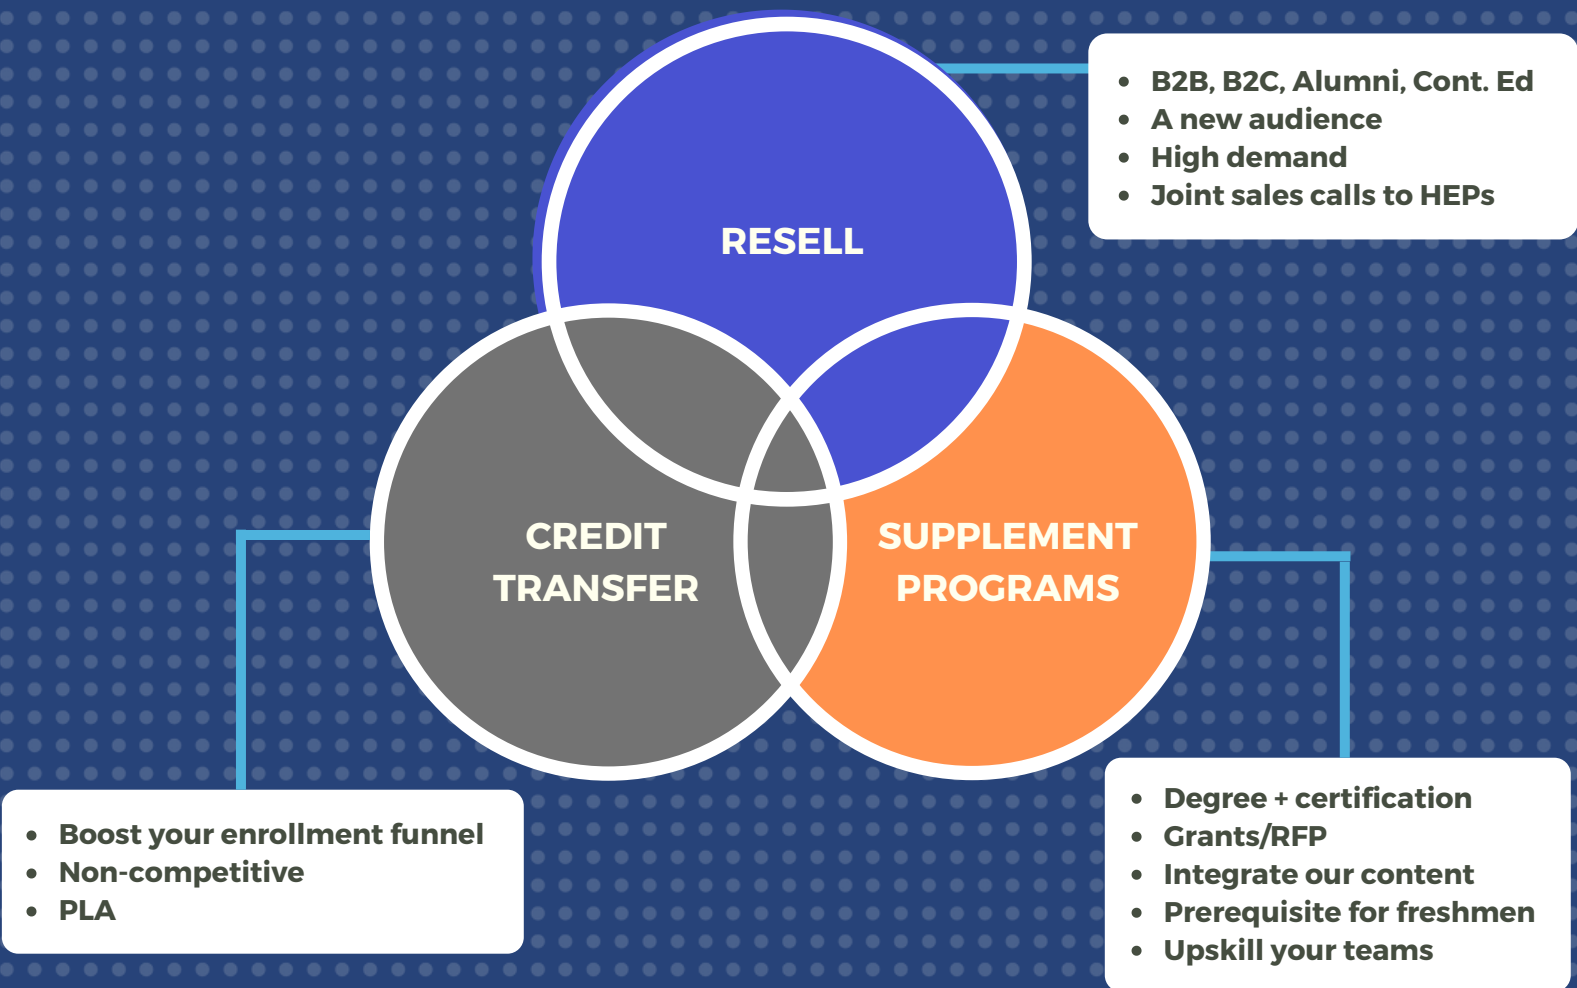 • B2B, B2C, Alumni, Cont. Ed
• A new audience
• High demand
• Joint sales calls to HEPs
RESELL
CREDIT
TRANSFER
SUPPLEMENT
PROGRAMS
• Boost your enrollment funnel
• Non-competitive
• PLA
• Degree + certification
• Grants/RFP
• Integrate our content
• Prerequisite for freshmen
• Upskill your teams